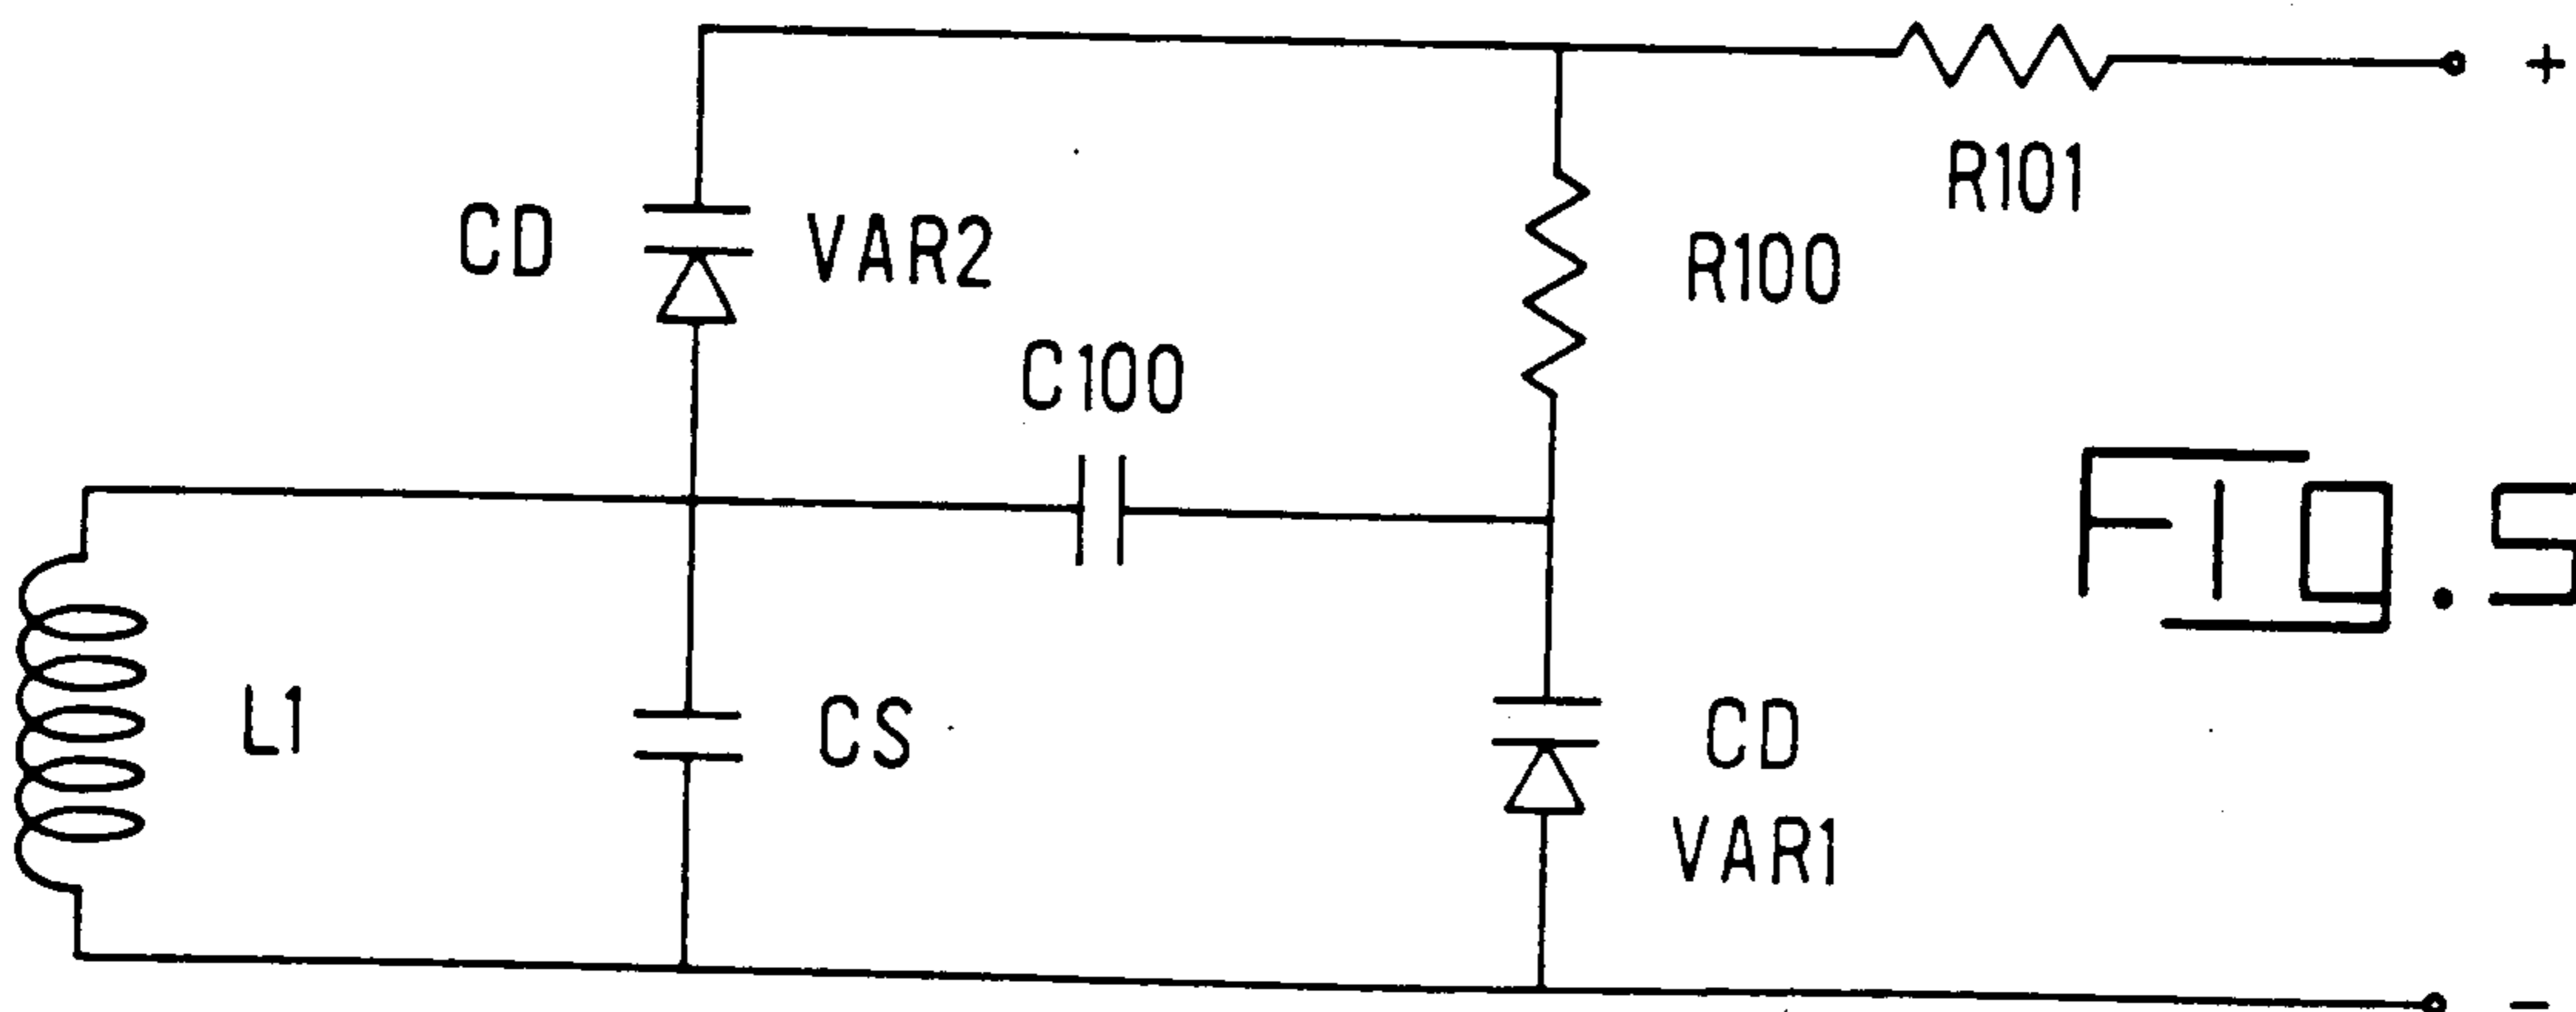 +
R101
CD VAR2
R100
C100
Fig.5
L1
CS
CD
VAR1
-